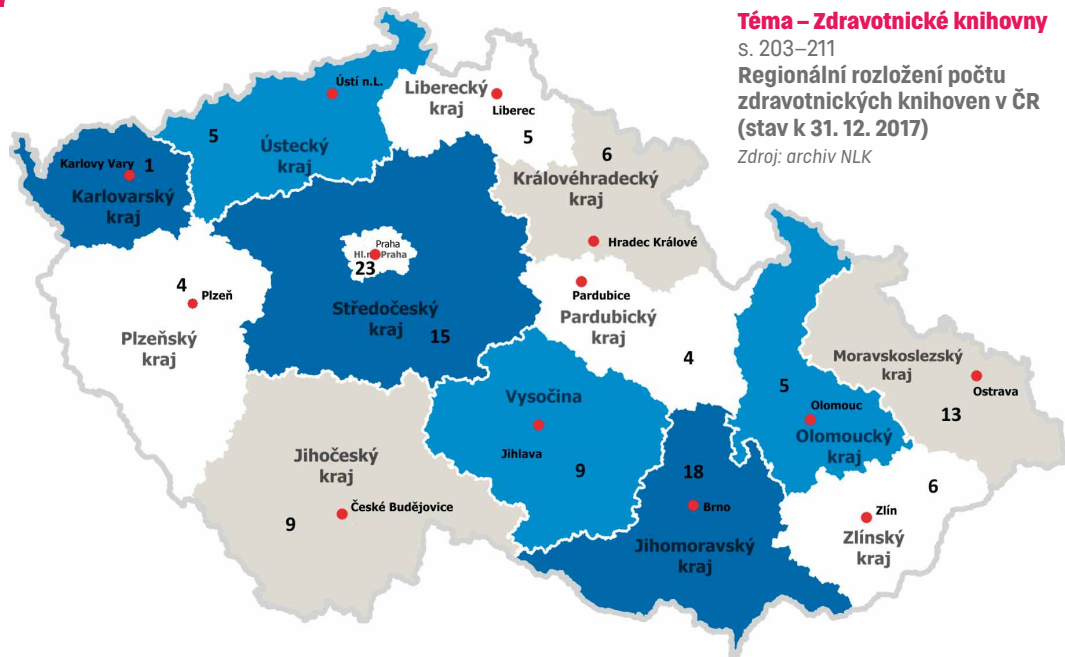 Téma – Zdravotnické knihovny
s. 203–211
Regionální rozložení počtu
zdravotnických knihoven v ČR
(stav k 31. 12. 2017)
Zdroj: archiv NLK
Ústí n.L.
5
Ústecký
kraj
Liberecký
kraj
Liberec
5
Karlovy Vary
1
Karlovarský
kraj
6
Královéhradecký
kraj
Hradec Králové
Praha
Hl.m. Praha
23
Středočeský
kraj
15
4
Plzeň
Plzeňský
kraj
Pardubice
Pardubický
kraj
4
Moravskoslezský
kraj
Ostrava
13
5
Olomouc
Olomoucký
kraj
Vysočina
Jihlava
9
Jihočeský
kraj
České Budějovice
9
18
Brno
Jihomoravský
kraj
6
Zlín
Zlínský
kraj